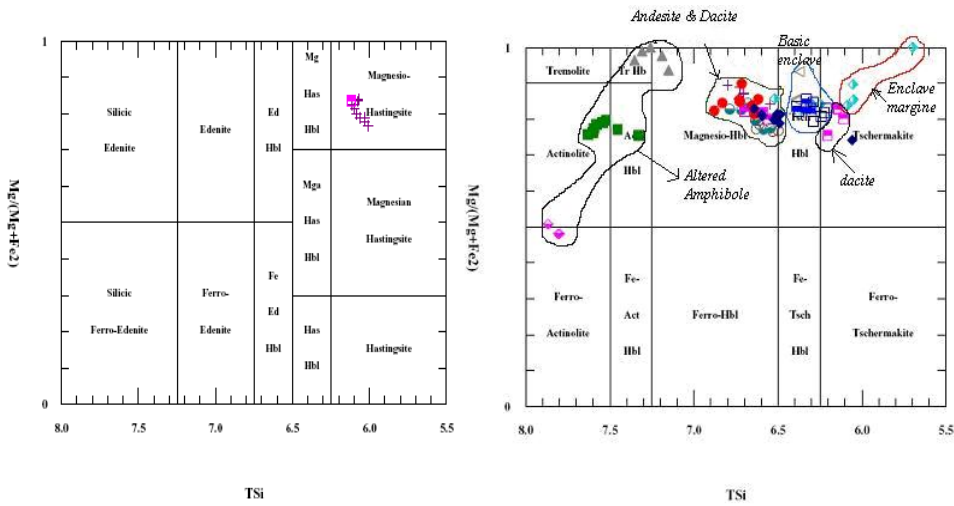 Mg/(Mg+Fe2)
1
0
Silicic
Edenite
Edenite
Ed
Hbl
Mg
Has
Hbl
Magnesio-
Hastingsite
Mga
Has
Hbl
Magnesian
Hastingsite
Silicic
Ferro-Edenite
Ferro-
Edenite
Fe
Ed
Hbl
Has
Hbl
Hastingsite
8.0 7.5 7.0 6.5 6.0 5.5
TSi
Andesite & Dacite
Basic
enclave
Enclave
margine
Mg/(Mg+Fe2)
1
0
Tremolite
Tr Hb
Actinolite
Hbl
Magnesio-Hbl
Hbl
Tschermakite
Altered
Amphibole
dacite
Ferro-
Actinolite
Fe-
Act
Hbl
Ferro-Hbl
Fe-
Tsch
Hbl
Ferro-
Tschermakite
8.0 7.5 7.0 6.5 6.0 5.5
TSi